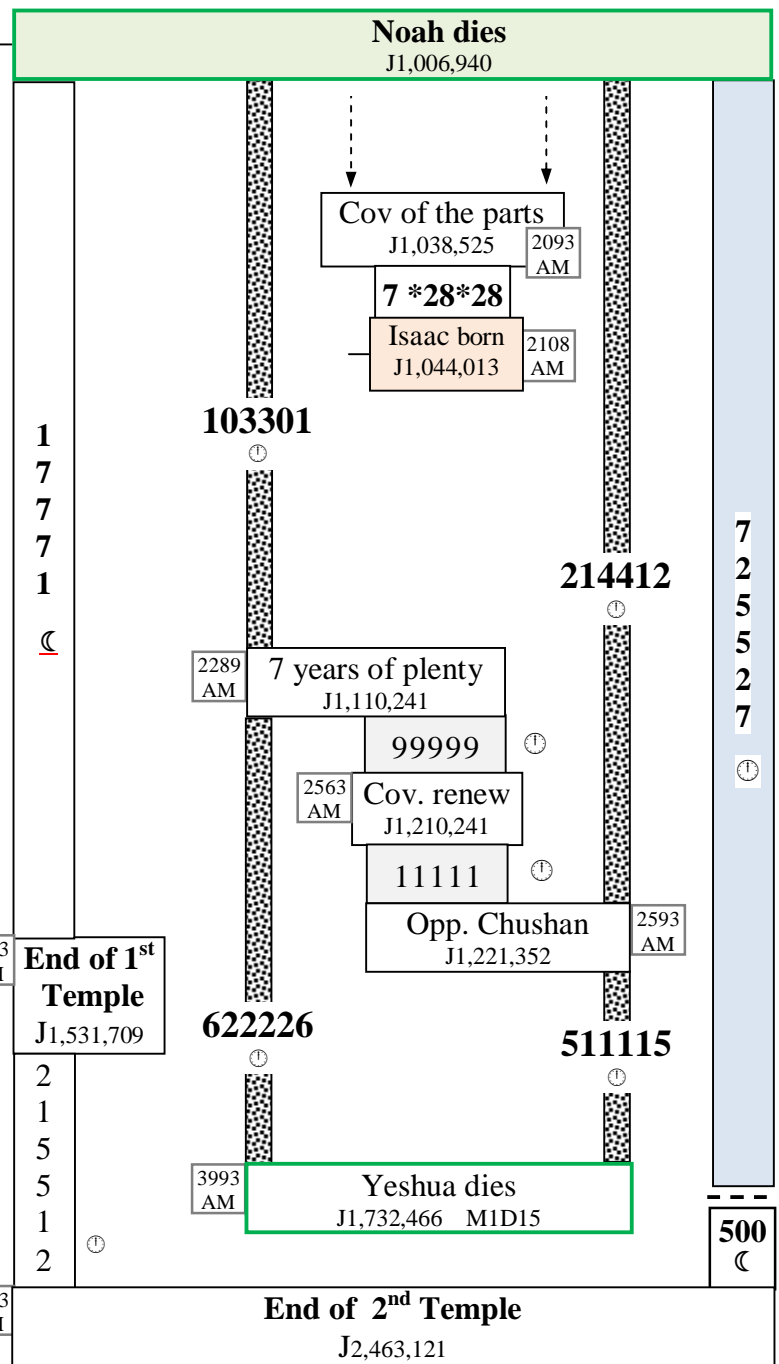 Noah dies
J1,006,940
Cov of the parts
J1,038,525
2093
AM
7 *28*28
Isaac born
J1,044,013
2108
AM
103301
1
7
7
7
1
☾
214412
7
2
5
5
2
7
2289
AM
7 years of plenty
J1,110,241
99999
2563
AM
Cov. renew
J1,210,241
11111
Opp. Chushan
J1,221,352
2593
AM
3
End of 1st
Temple
J1,531,709
622226
511115
2
1
5
5
1
2
3993
AM
Yeshua dies
J1,732,466 M1D15
500
☾
3
End of 2nd Temple
J2,463,121